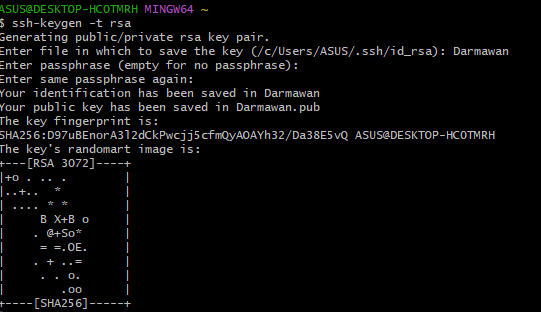 ASUS@DESKTOP-HCOTMRH MINGW64 ~
$ ssh-keygen -t rsa
Generating public/private rsa key pair.
Enter file in which to save the key (/c/Users/ASUS/.ssh/id_rsa): Darmawan
Enter passphrase (empty for no passphrase):
Enter same passphrase again:
Your identification has been saved in Darmawan
Your public key has been saved in Darmawan.pub
The key fingerprint is:
SHA256:D97uBEnorA3l2dCkPwcjj5cfmQyAOAYh32/Da38E5vQ ASUS@DESKTOP-HCOTMRH
The key's randomart image is:
+---[RSA 3072]----+
|+o . .. .        |
|..+..  *         |
| .... * *        |
|     B X+B o     |
|    . @+So*      |
|     = =.OE.     |
|    . + ..=      |
|     . . o.      |
|        .oo      |
+----[SHA256]-----+